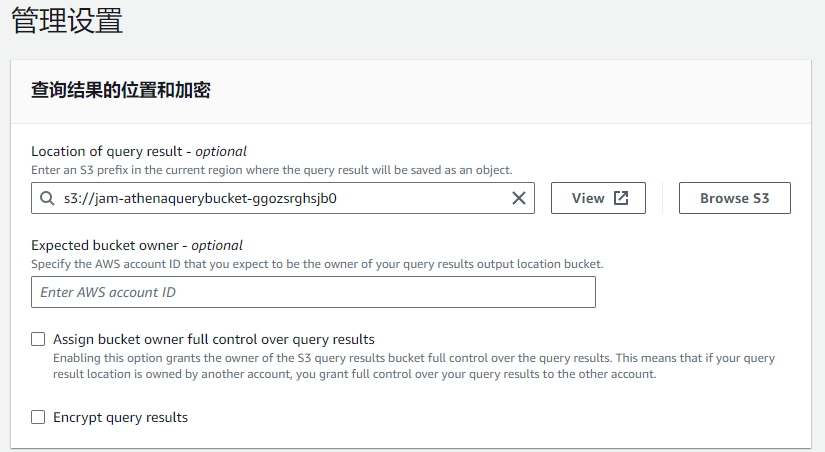 管理设置
查询结果的位置和加密
Location of query result - optional
Enter an S3 prefix in the current region where the query result will be saved as an object.
s3://jam-athenaquerybucket-ggozsrghsjb0
View
Browse S3
Expected bucket owner - optional
Specify the AWS account ID that you expect to be the owner of your query results output location bucket.
Enter AWS account ID
Assign bucket owner full control over query results
Enabling this option grants the owner of the S3 query results bucket full control over the query results. This means that if your query
result location is owned by another account, you grant full control over your query results to the other account.
Encrypt query results